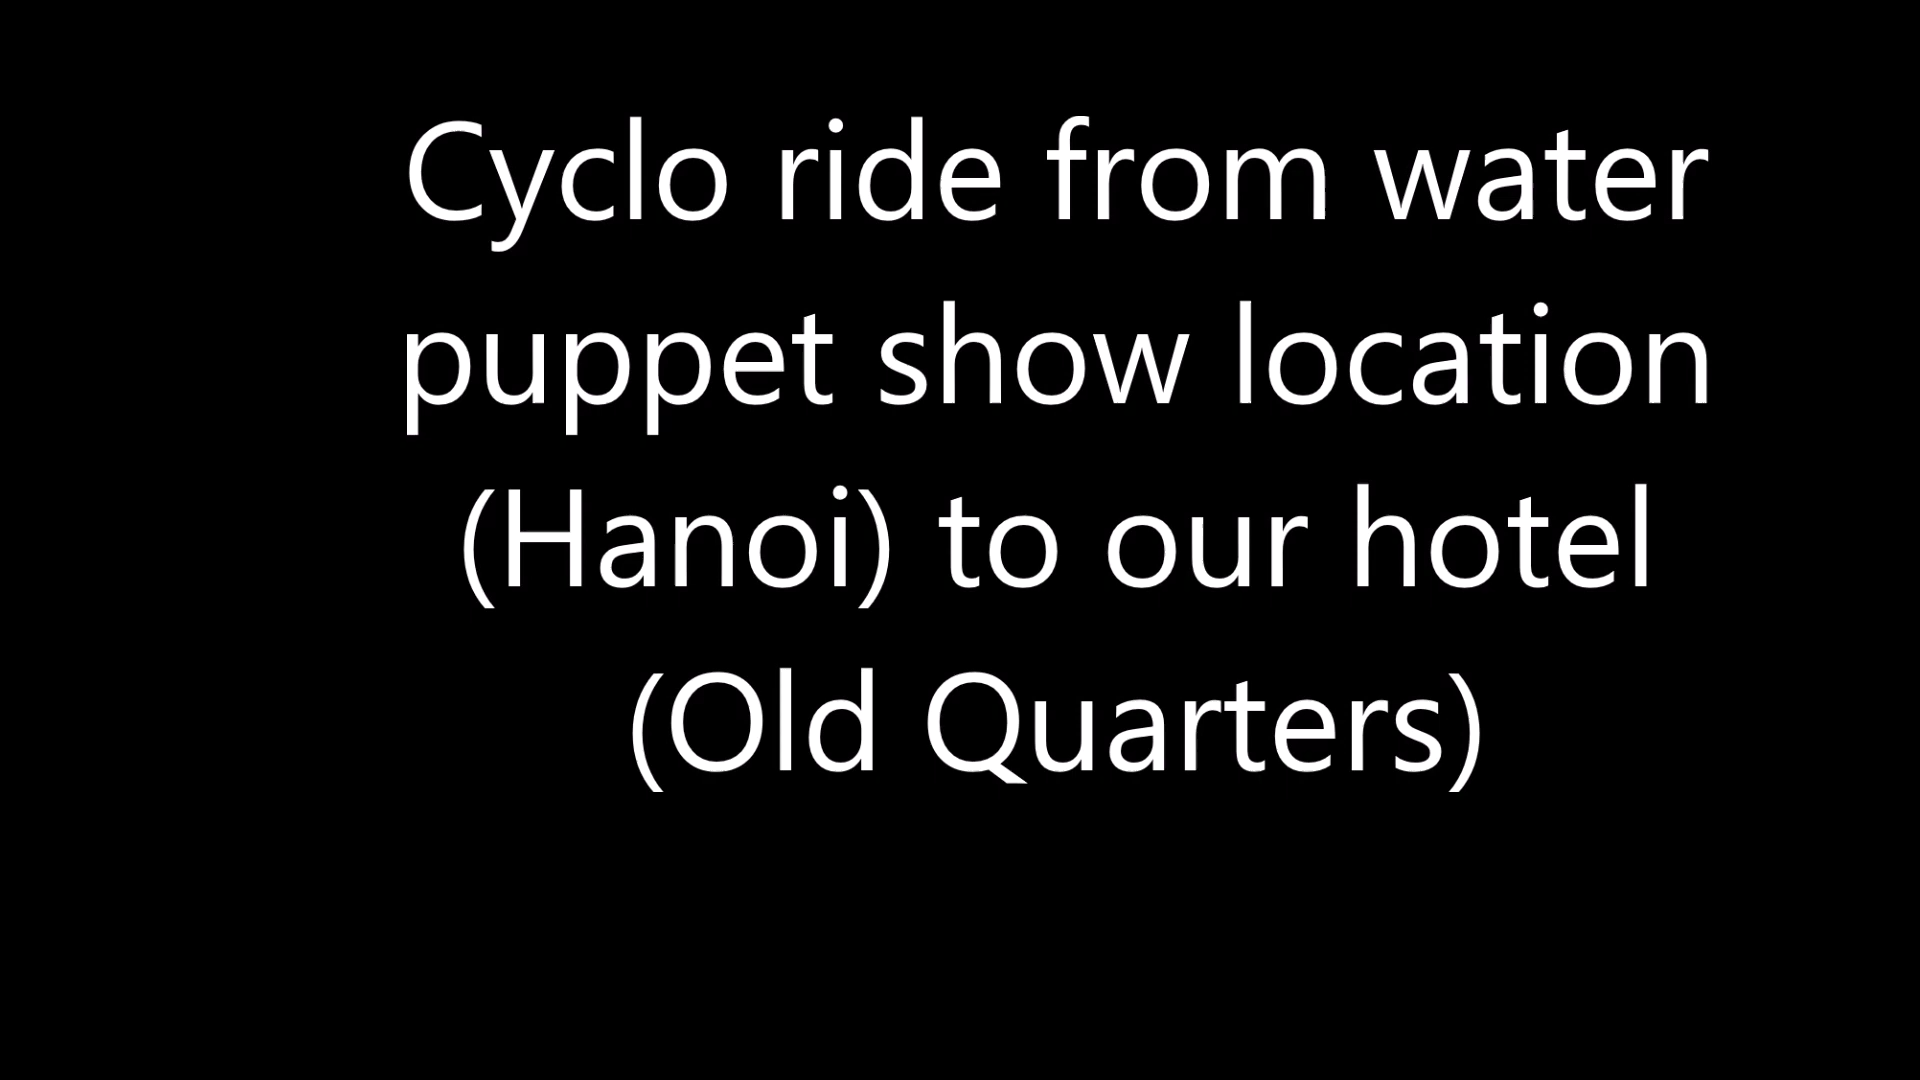 Cyclo ride from water
puppet show location
(Hanoi) to our hotel
(Old Quarters)